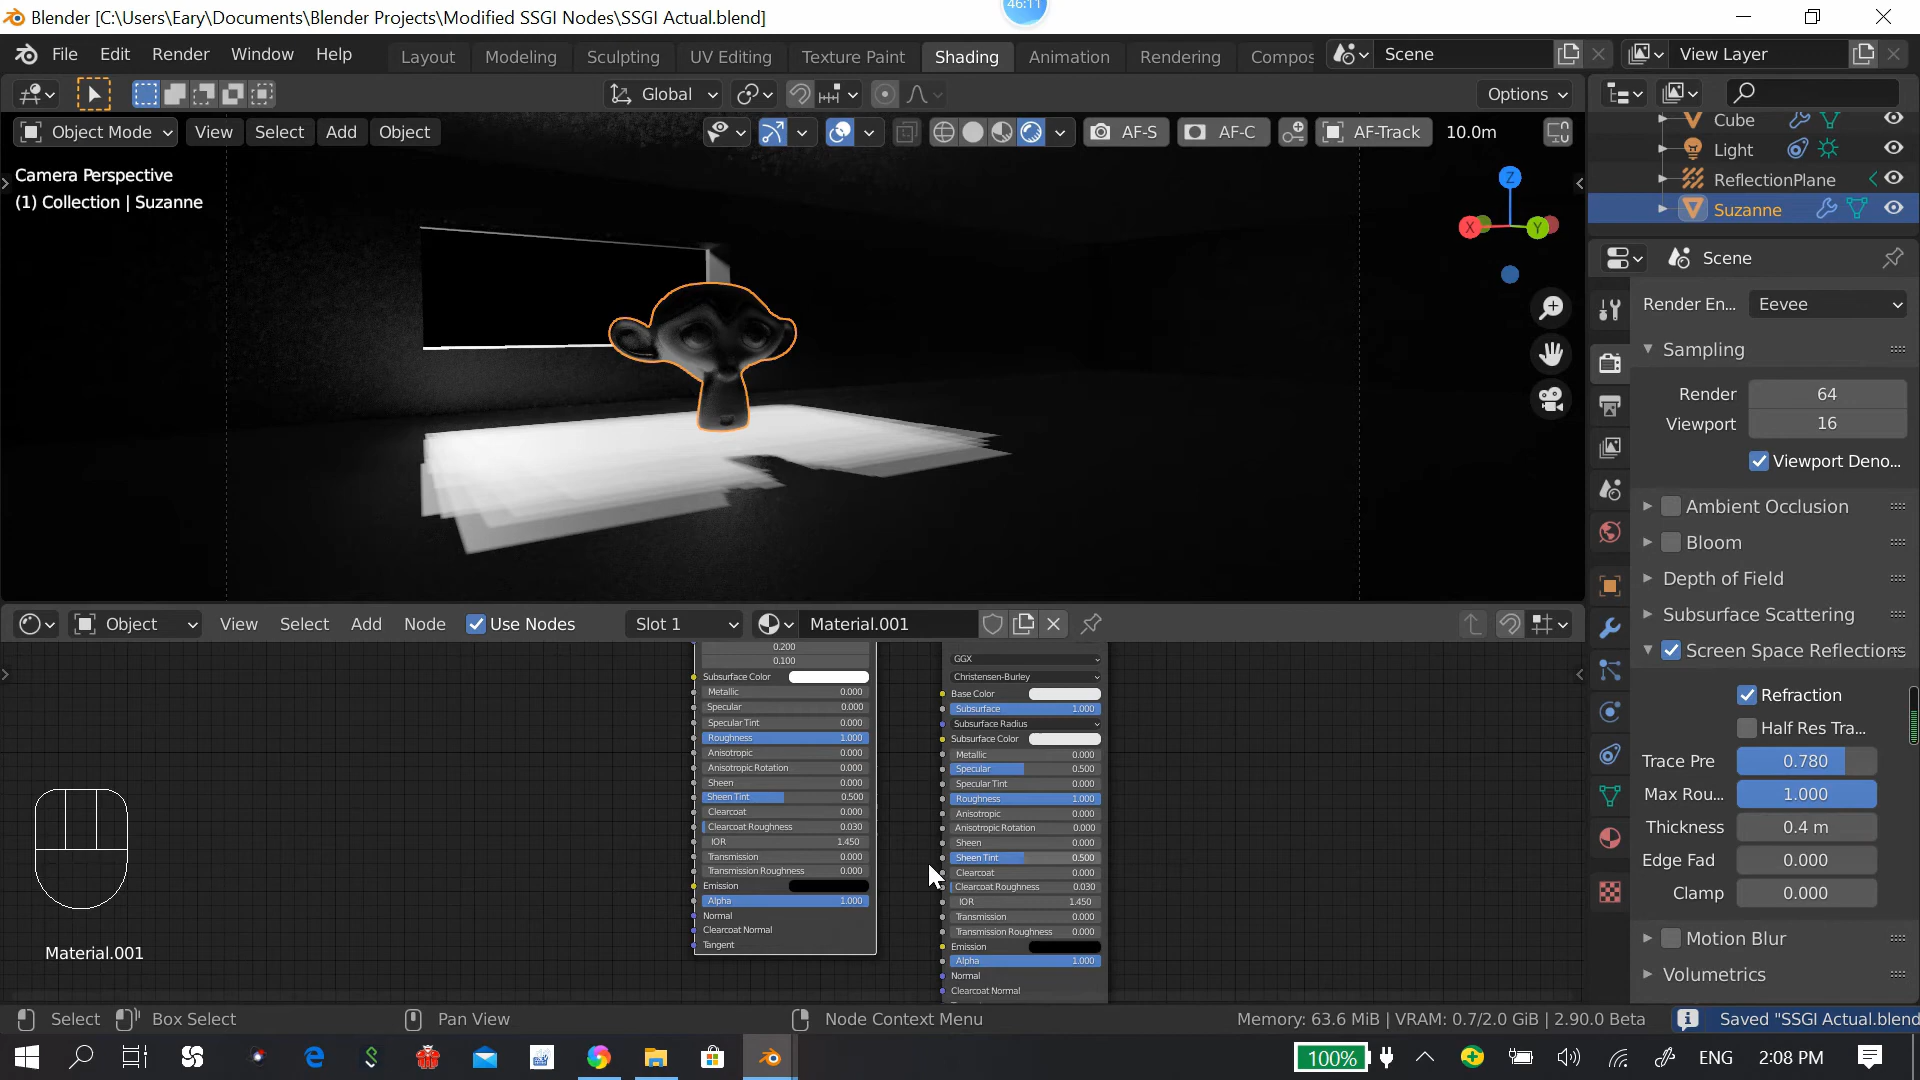 46:11
Blender [C:\Users\Eary\Documents\Blender Projects\Modified SSGI Nodes\SSGI Actual.blend]
File Edit Render Window Help Layout Modeling Sculpting UV Editing Texture Paint Shading Animation Rendering Compos Scene View Layer
Global Options
Object Mode View Select Add Object AF-S AF-C AF-Track 10.0m
Camera Perspective
(1) Collection | Suzanne
Z
X
Y
Cube
Light
ReflectionPlane
Suzanne
Scene
Render En... Eevee
Sampling
Render 64
Viewport 16
Viewport Deno...
Ambient Occlusion
Bloom
Depth of Field
Subsurface Scattering
Screen Space Reflections
Refraction
Half Res Tra...
Trace Pre 0.780
Max Rou... 1.000
Thickness 0.4 m
Edge Fad 0.000
Clamp 0.000
Motion Blur
Volumetrics
Object View Select Add Node Use Nodes Slot 1 Material.001
0.200
0.100
Subsurface Color
Metallic 0.000
Specular 0.000
Specular Tint 0.000
Roughness 1.000
Anisotropic 0.000
Anisotropic Rotation 0.000
Sheen 0.000
Sheen Tint 0.500
Clearcoat 0.000
Clearcoat Roughness 0.030
IOR 1.450
Transmission 0.000
Transmission Roughness 0.000
Emission
Alpha 1.000
Normal
Clearcoat Normal
Tangent
GGX
Christensen-Burley
Base Color
Subsurface 1.000
Subsurface Radius
Subsurface Color
Metallic 0.000
Specular 0.500
Specular Tint 0.000
Roughness 1.000
Anisotropic 0.000
Anisotropic Rotation 0.000
Sheen 0.000
Sheen Tint 0.500
Clearcoat 0.000
Clearcoat Roughness 0.030
IOR 1.450
Transmission 0.000
Transmission Roughness 0.000
Emission
Alpha 1.000
Normal
Clearcoat Normal
Material.001
Select Box Select Pan View Node Context Menu Memory: 63.6 MiB | VRAM: 0.7/2.0 GiB | 2.90.0 Beta Saved "SSGI Actual.blend
100% ENG 2:08 PM